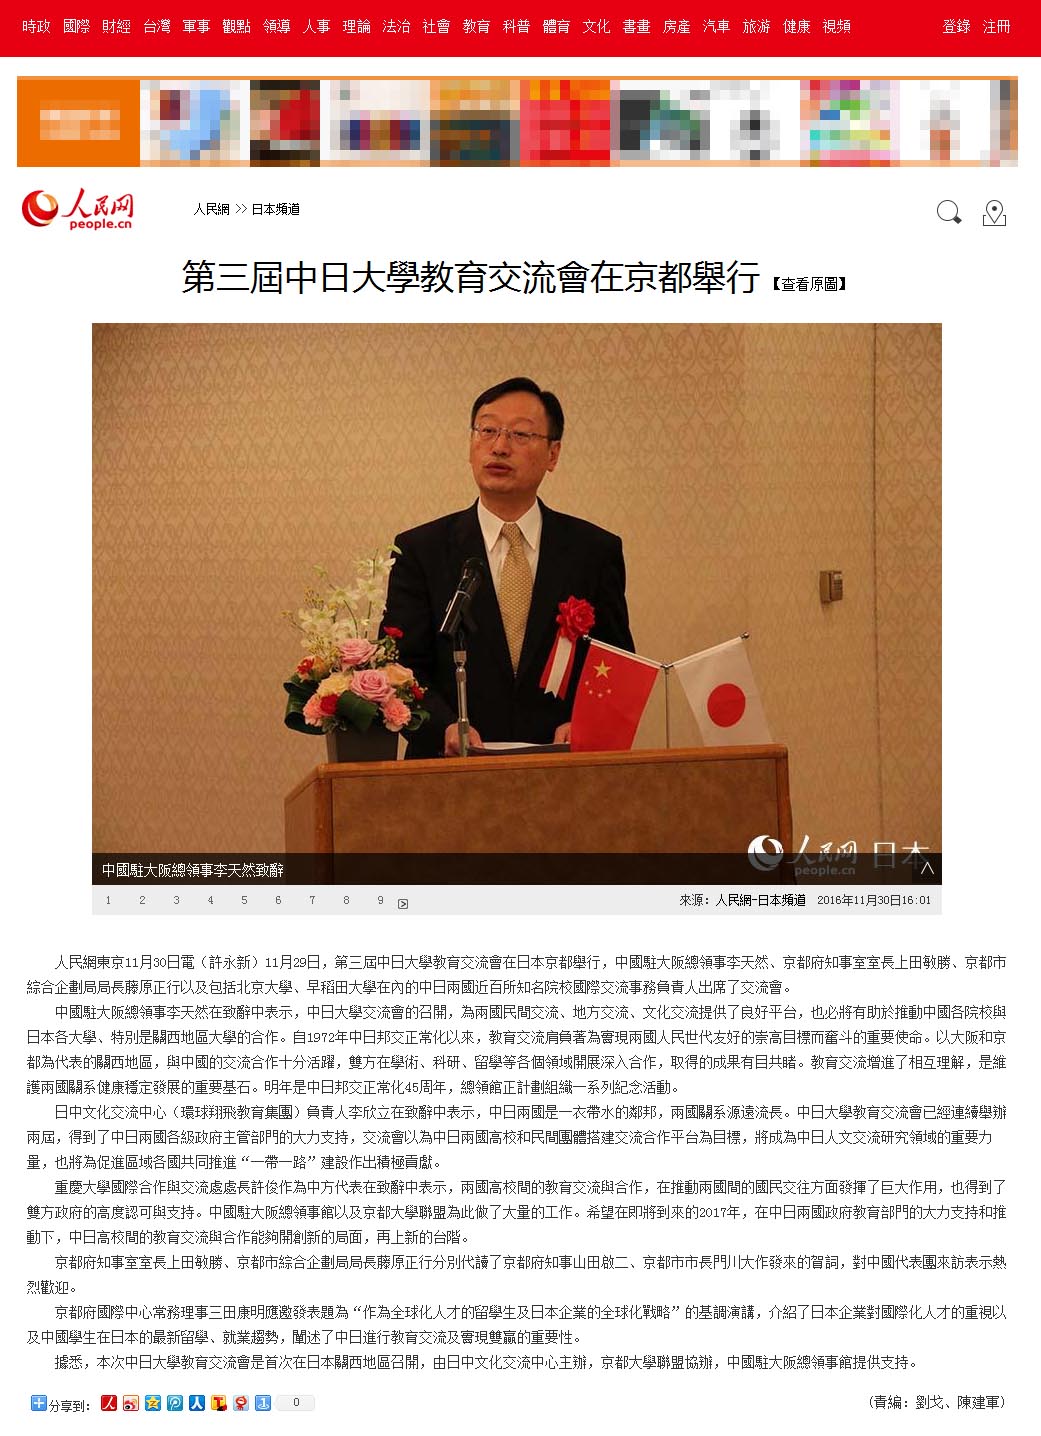 時政 國際 財經 台灣 軍事 觀點 領導 人事 理論 法治 社會 教育 科普 體育 文化 書畫 房產 汽車 旅游 健康 視頻 登錄 注冊
人民网 people.cn
人民網 >> 日本頻道
第三屆中日大學教育交流會在京都舉行 【查看原圖】
人民网 日本
people.cn
中國駐大阪總領事李天然致辭
1 2 3 4 5 6 7 8 9
來源：人民網-日本頻道 2016年11月30日16:01
人民網東京11月30日電（許永新）11月29日，第三屆中日大學教育交流會在日本京都舉行，中國駐大阪總領事李天然、京都府知事室室長上田敏勝、京都市
綜合企劃局局長藤原正行以及包括北京大學、早稻田大學在內的中日兩國近百所知名院校國際交流事務負責人出席了交流會。
中國駐大阪總領事李天然在致辭中表示，中日大學交流會的召開，為兩國民間交流、地方交流、文化交流提供了良好平台，也必將有助於推動中國各院校與
日本各大學、特別是關西地區大學的合作。自1972年中日邦交正常化以來，教育交流肩負著為實現兩國人民世代友好的崇高目標而奮斗的重要使命。以大阪和京
都為代表的關西地區，與中國的交流合作十分活躍，雙方在學術、科研、留學等各個領域開展深入合作，取得的成果有目共睹。教育交流增進了相互理解，是維
護兩國關系健康穩定發展的重要基石。明年是中日邦交正常化45周年，總領館正計劃組織一系列紀念活動。
日中文化交流中心（環球翔飛教育集團）負責人李欣立在致辭中表示，中日兩國是一衣帶水的鄰邦，兩國關系源遠流長。中日大學教育交流會已經連續舉辦
兩屆，得到了中日兩國各級政府主管部門的大力支持，交流會以為中日兩國高校和民間團體搭建交流合作平台為目標，將成為中日人文交流研究領域的重要力
量，也將為促進區域各國共同推進“一帶一路”建設作出積極貢獻。
重慶大學國際合作與交流處處長許俊作為中方代表在致辭中表示，兩國高校間的教育交流與合作，在推動兩國間的國民交往方面發揮了巨大作用，也得到了
雙方政府的高度認可與支持。中國駐大阪總領事館以及京都大學聯盟為此做了大量的工作。希望在即將到來的2017年，在中日兩國政府教育部門的大力支持和推
動下，中日高校間的教育交流與合作能夠開創新的局面，再上新的台階。
京都府知事室室長上田敏勝、京都市綜合企劃局局長藤原正行分別代讀了京都府知事山田啟二、京都市市長門川大作發來的賀詞，對中國代表團來訪表示熱
烈歡迎。
京都府國際中心常務理事三田康明應邀發表題為“作為全球化人才的留學生及日本企業的全球化戰略”的基調演講，介紹了日本企業對國際化人才的重視以
及中國學生在日本的最新留學、就業趨勢，闡述了中日進行教育交流及實現雙贏的重要性。
據悉，本次中日大學教育交流會是首次在日本關西地區召開，由日中文化交流中心主辦，京都大學聯盟協辦，中國駐大阪總領事館提供支持。
分享到： 0
(責編：劉戈、陳建軍)